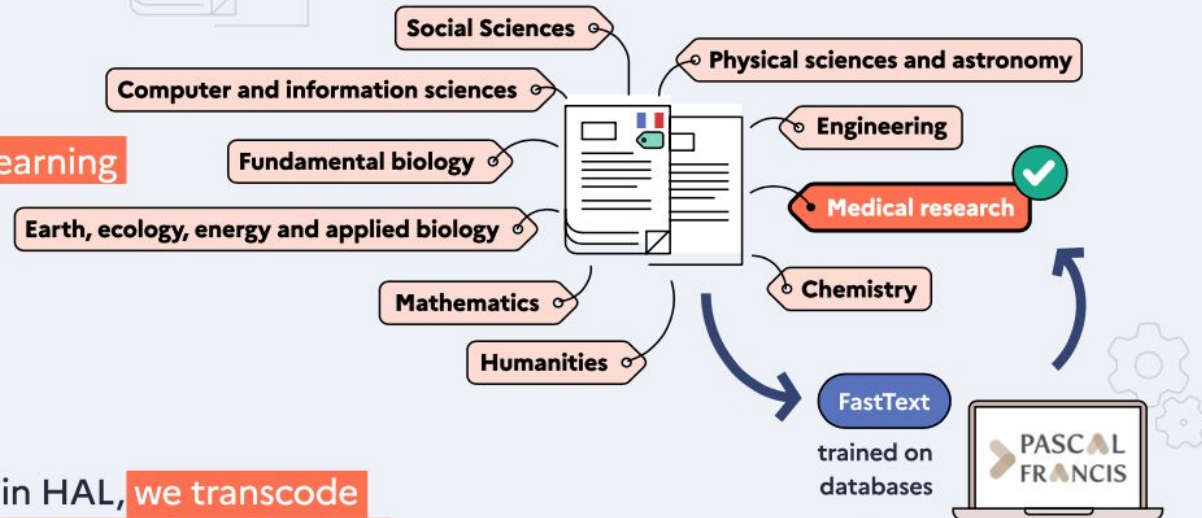 Social Sciences
Physical sciences and astronomy
Computer and information sciences
Engineering
earning
Fundamental biology
Medical research
Earth, ecology, energy and applied biology
Chemistry
Mathematics
Humanities
FastText
trained on
databases
PASCAL
FRANCIS
in HAL, we transcode